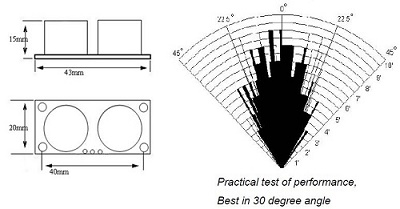 15mm
43mm
20mm
40mm
0°
22.5°
22.5°
45°
45°
10'
9'
8'
7'
6'
5'
4'
3'
2'
1'
Practical test of performance,
Best in 30 degree angle